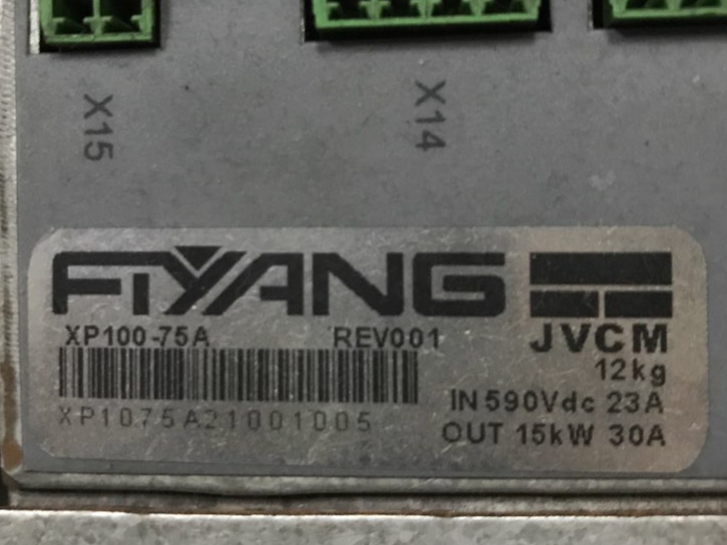 X15
X14
FIYANG
XP100-75A REV001
JVCM
12kg
XP1075A21001005
IN 590Vdc 23A
OUT 15kW 30A